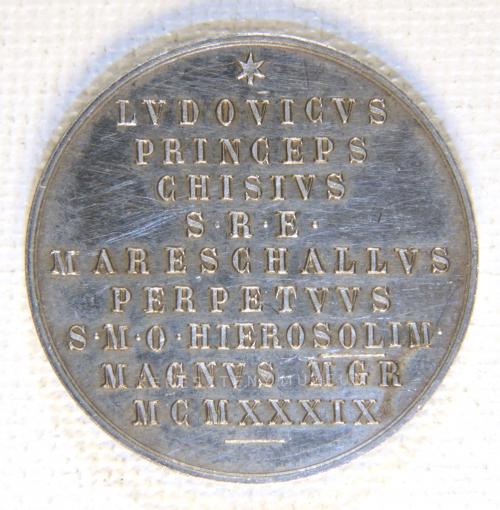 LVDOVICVS
PRINCEPS
CHISIVS
S·R·E·
MARESCHALLVS
PERPETVVS
S·M·O·HIEROSOLIM·
MAGNVS MGR
MCMXXXIX